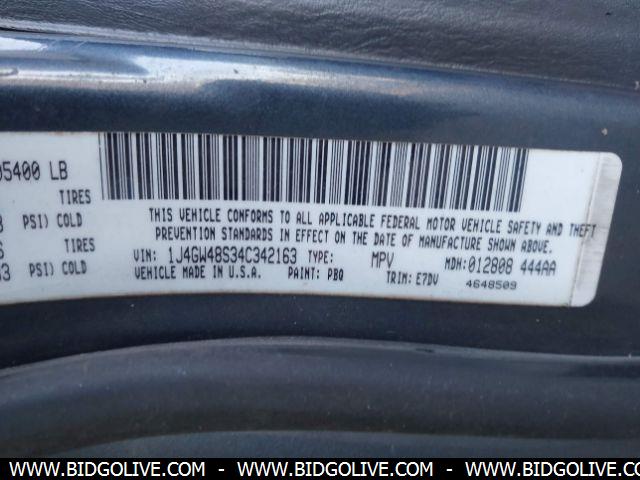 05400 LB
TIRES
PSI) COLD
TIRES
PSI) COLD
THIS VEHICLE CONFORMS TO ALL APPLICABLE FEDERAL MOTOR VEHICLE SAFETY AND THEFT
PREVENTION STANDARDS IN EFFECT ON THE DATE OF MANUFACTURE SHOWN ABOVE.
VIN: 1J4GW48S34C342163 TYPE: MPV MDH:012808 444AA
VEHICLE MADE IN U.S.A. PAINT: PBQ TRIM: E7DV 4648509
WWW.BIDGOLIVE.COM - WWW.BIDGOLIVE.COM - WWW.BIDGOLIVE.COM